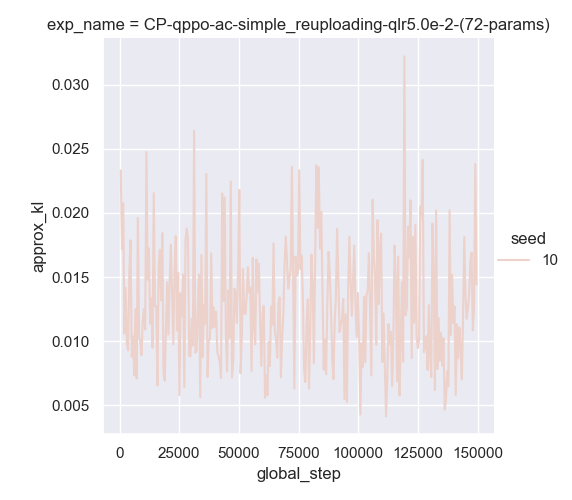 exp_name = CP-qppo-ac-simple_reuploading-qlr5.0e-2-(72-params)
0.030
0.025
0.020
0.015
0.010
0.005
approx_kl
0 25000 50000 75000 100000 125000 150000
global_step
seed
10